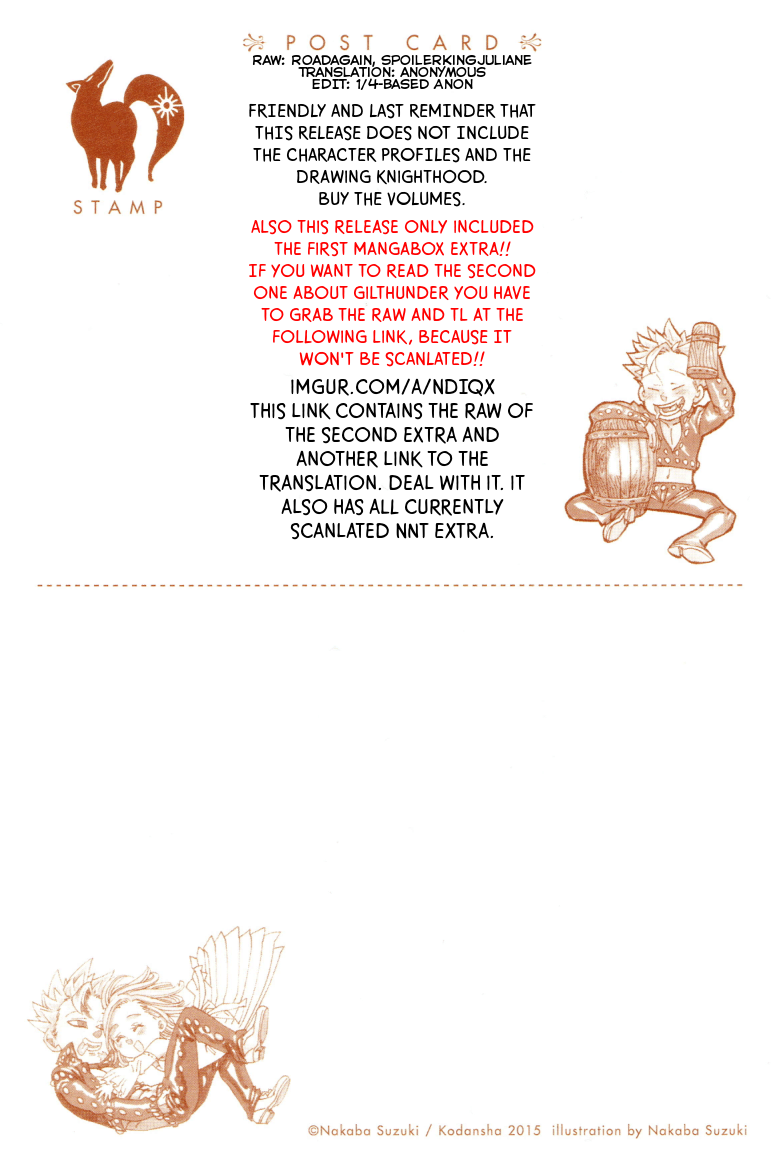 POST CARD
RAW: ROADAGAIN, SPOILERKINGJULIANE
TRANSLATION: ANONYMOUS
EDIT: 1/4-BASED ANON
STAMP
FRIENDLY AND LAST REMINDER THAT
THIS RELEASE DOES NOT INCLUDE
THE CHARACTER PROFILES AND THE
DRAWING KNIGHTHOOD.
BUY THE VOLUMES.
ALSO THIS RELEASE ONLY INCLUDED
THE FIRST MANGABOX EXTRA!!
IF YOU WANT TO READ THE SECOND
ONE ABOUT GILTHUNDER YOU HAVE
TO GRAB THE RAW AND TL AT THE
FOLLOWING LINK, BECAUSE IT
WON'T BE SCANLATED!!
IMGUR.COM/A/NDIQX
THIS LINK CONTAINS THE RAW OF
THE SECOND EXTRA AND
ANOTHER LINK TO THE
TRANSLATION. DEAL WITH IT. IT
ALSO HAS ALL CURRENTLY
SCANLATED NNT EXTRA.
©Nakaba Suzuki / Kodansha 2015 illustration by Nakaba Suzuki